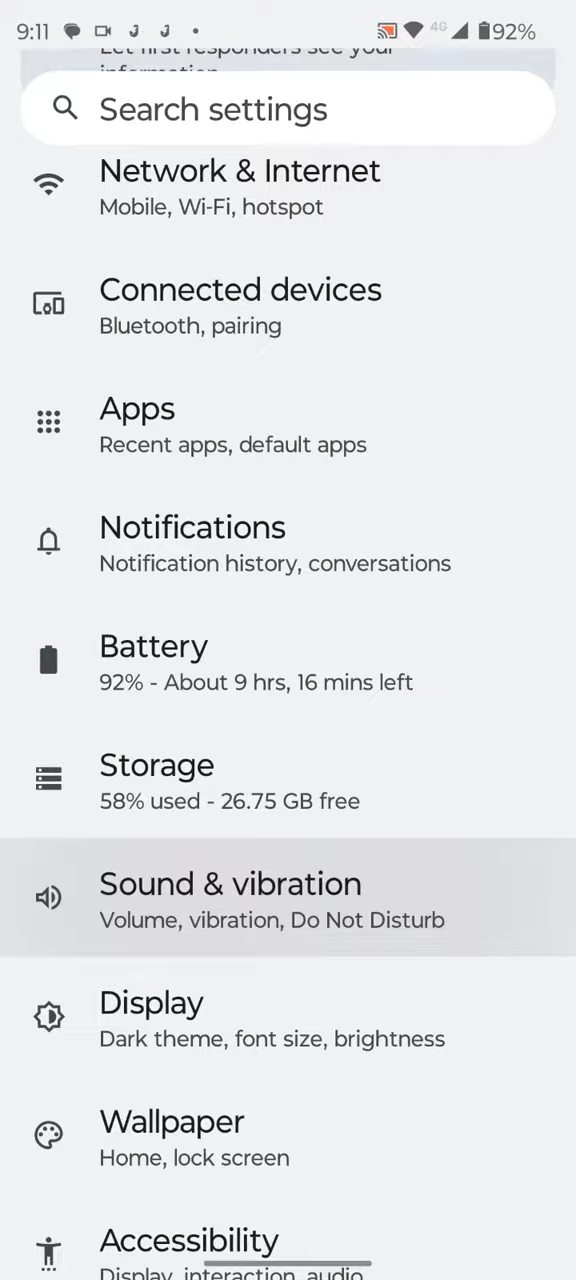 9:11 4G 92%
Let first responders see your
information
Search settings
Network & Internet
Mobile, Wi-Fi, hotspot
Connected devices
Bluetooth, pairing
Apps
Recent apps, default apps
Notifications
Notification history, conversations
Battery
92% - About 9 hrs, 16 mins left
Storage
58% used - 26.75 GB free
Sound & vibration
Volume, vibration, Do Not Disturb
Display
Dark theme, font size, brightness
Wallpaper
Home, lock screen
Accessibility
Display, interaction, audio